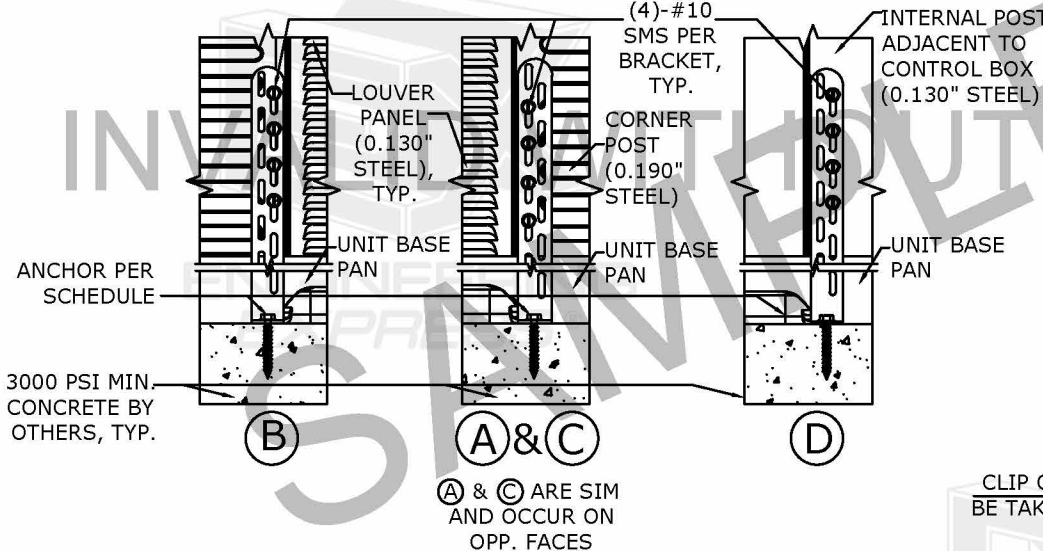 (4)-#10
SMS PER
BRACKET,
TYP.
INTERNAL POST
ADJACENT TO
CONTROL BOX
(0.130" STEEL)
LOUVER
PANEL
(0.130"
STEEL),
TYP.
CORNER
POST
(0.190"
STEEL)
INVALID WITHOUT
SAMPLE
UNIT BASE
PAN
UNIT BASE
PAN
UNIT BASE
PAN
ANCHOR PER
SCHEDULE
3000 PSI MIN.
CONCRETE BY
OTHERS, TYP.
B
A & C
D
A & C ARE SIM
AND OCCUR ON
OPP. FACES
CLIP
BE TAK